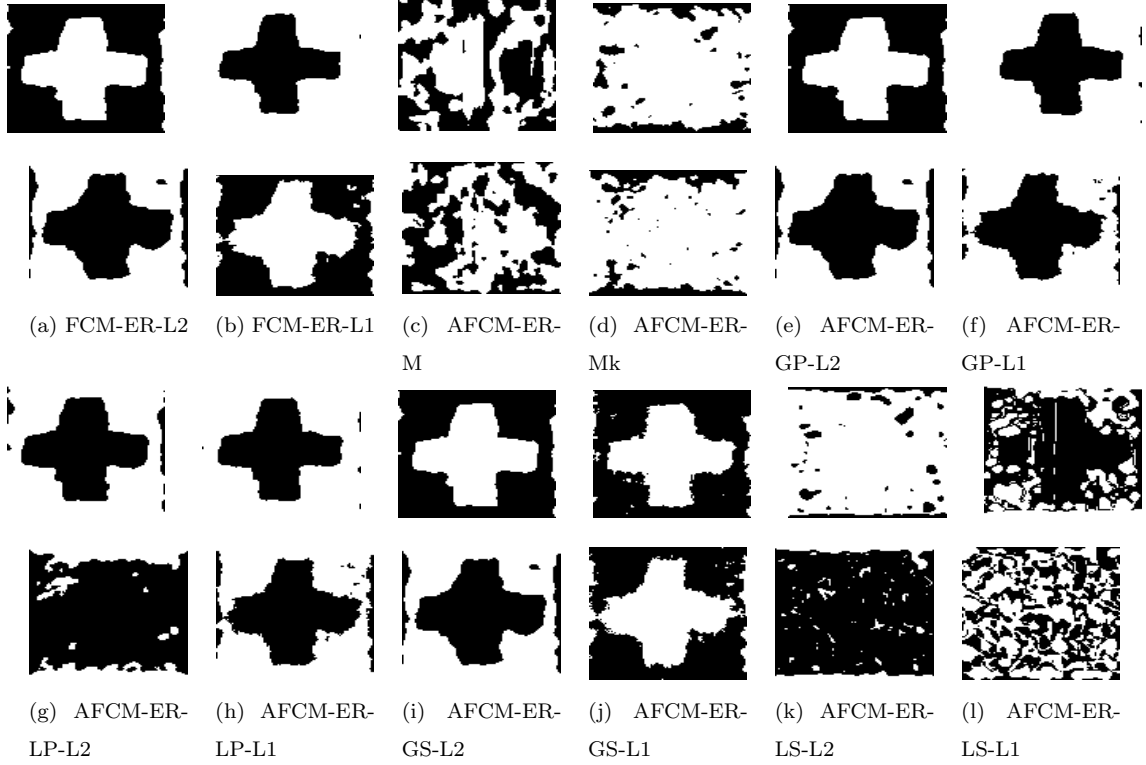 (a) FCM-ER-L2 (b) FCM-ER-L1 (c) AFCM-ER- (d) AFCM-ER- (e) AFCM-ER- (f) AFCM-ER-
M Mk GP-L2 GP-L1
(g) AFCM-ER- (h) AFCM-ER- (i) AFCM-ER- (j) AFCM-ER- (k) AFCM-ER- (l) AFCM-ER-
LP-L2 LP-L1 GS-L2 GS-L1 LS-L2 LS-L1